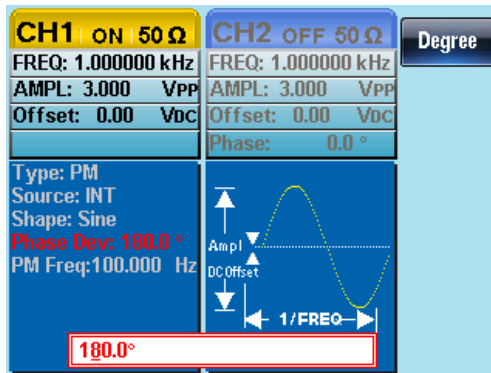 CH1 ON 50 Ω
FREQ: 1.000000 kHz
AMPL: 3.000 VPP
Offset: 0.00 VDC
CH2 OFF 50 Ω
FREQ: 1.000000 kHz
AMPL: 3.000 VPP
Offset: 0.00 VDC
Phase: 0.0 °
Degree
Type: PM
Source: INT
Shape: Sine
Phase Dev: 180.0 °
PM Freq:100.000 Hz
Ampl
DC Offset
1/FREQ
180.0°